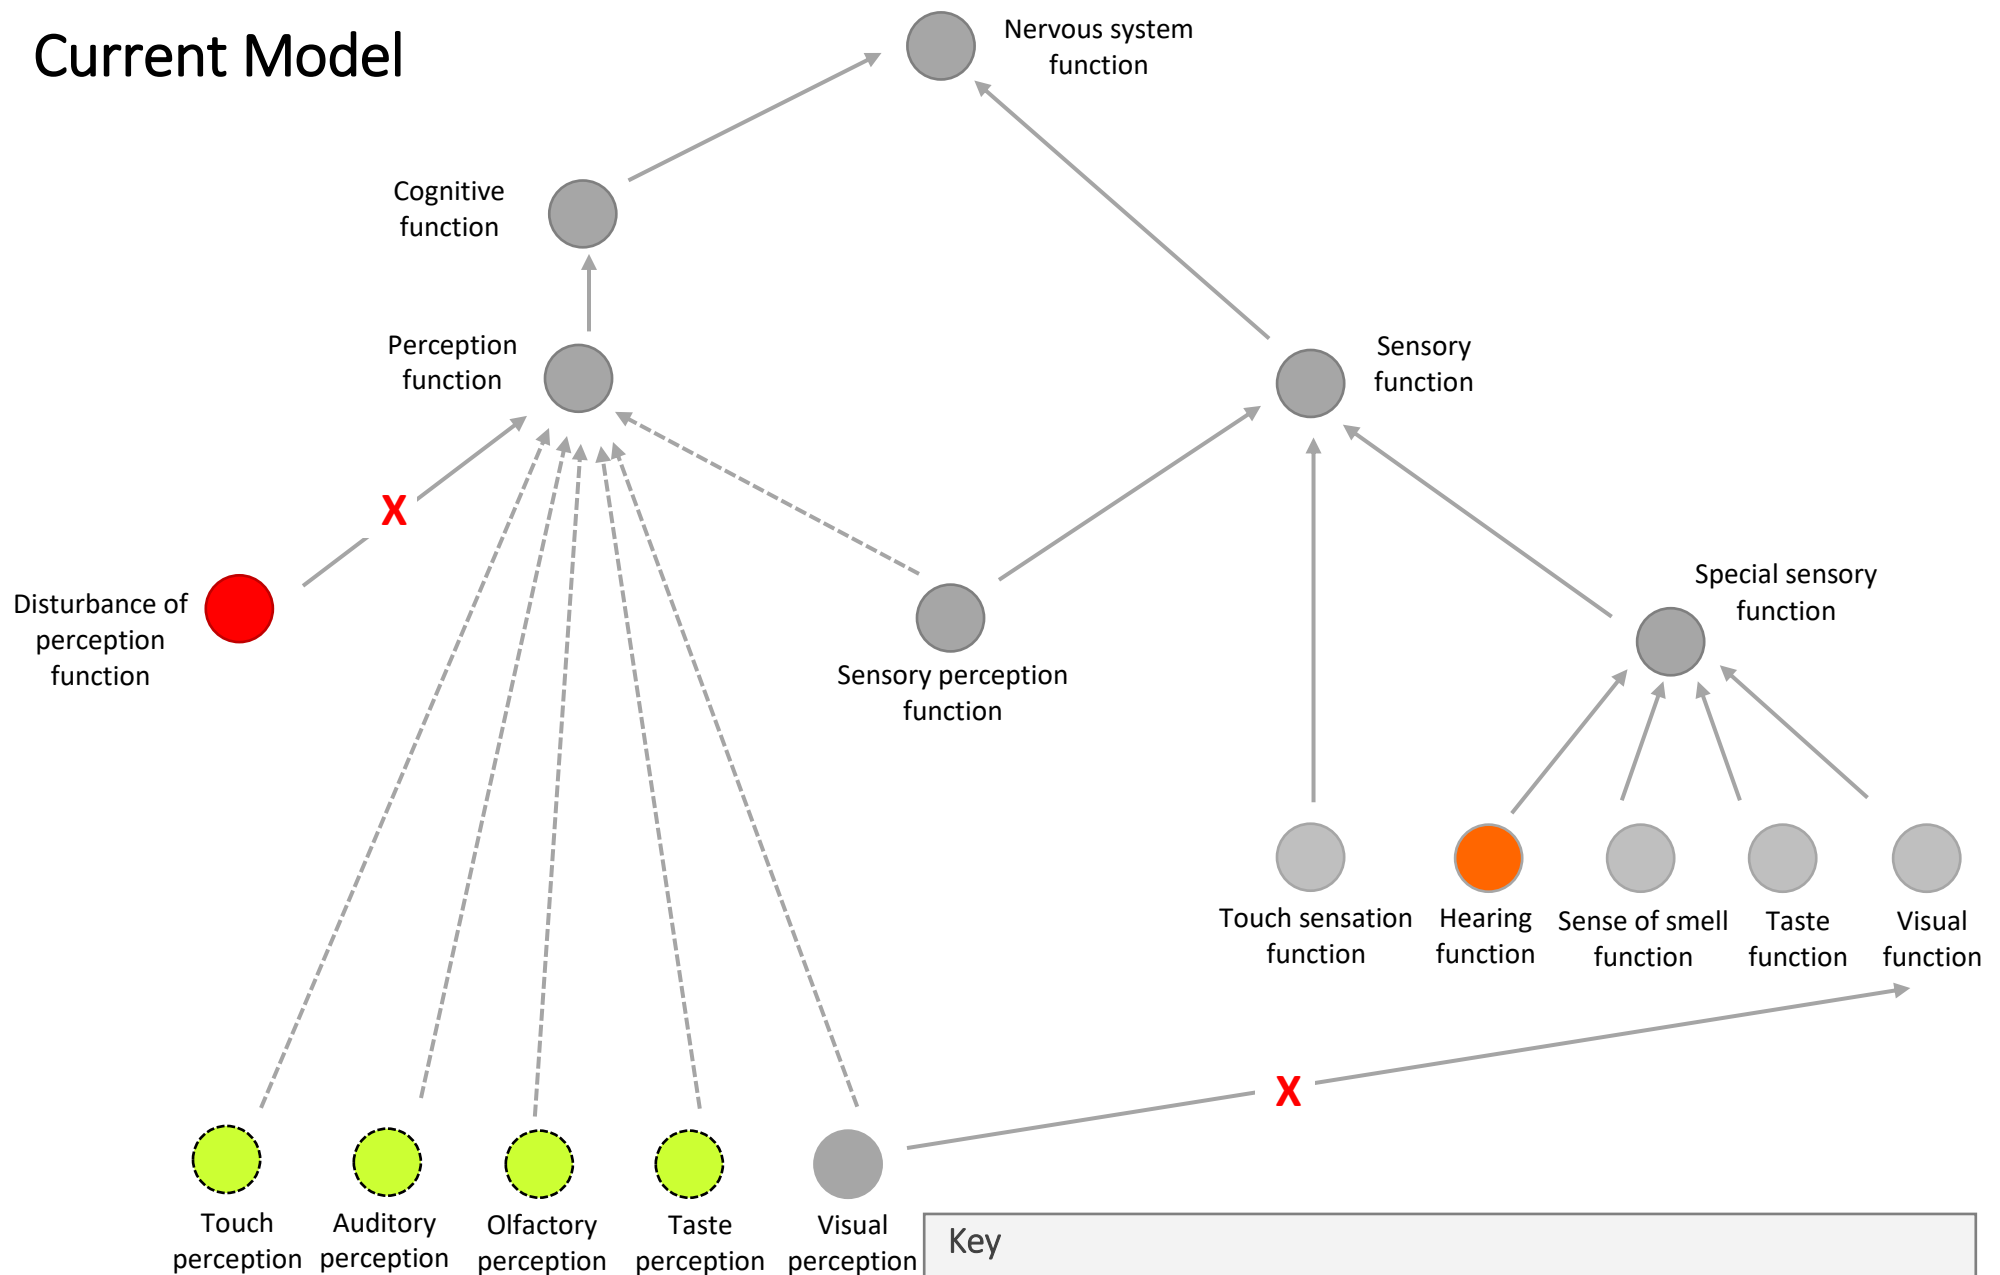 Current Model
Nervous system
function
Cognitive
function
Perception
function
Sensory
function
X
Disturbance of
perception
function
Sensory perception
function
Special sensory
function
Touch sensation
function
Hearing
function
Sense of smell
function
Taste
function
Visual
function
X
Touch
perception
Auditory
perception
Olfactory
perception
Taste
perception
Visual
perception
Key